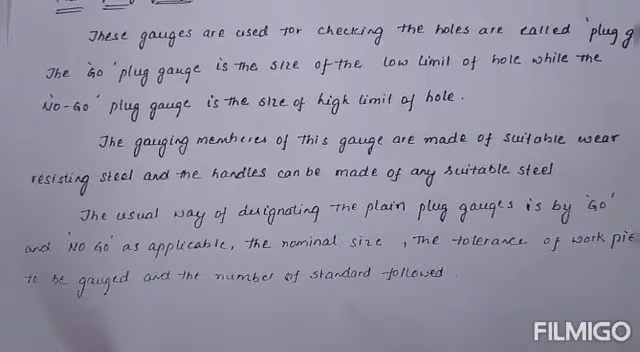 These gauges are used for checking the holes are called 'plug g
The 'Go' plug gauge is the size of the low limit of hole while the
'No-Go' plug gauge is the size of high limit of hole.
The gauging memberes of this gauge are made of suitable wear
resisting steel and the handles can be made of any suitable steel
The usual way of designating the plain plug gauges is by 'Go'
and 'No Go' as applicable, the nominal size, the tolerance of work pie
to be gauged and the number of standard followed.
FILMIGO